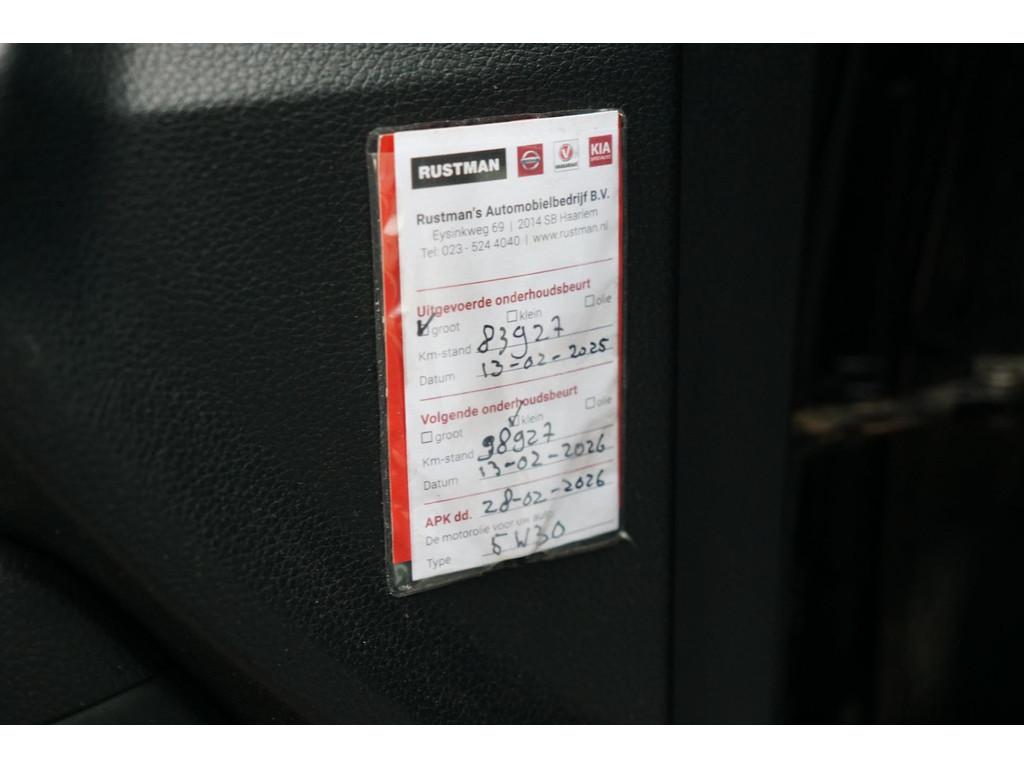 RUSTMAN KIA
Rustman's Automobielbedrijf B.V.
Eysinkweg 69 | 2014 SB Haarlem
Tel: 023 - 524 4040 | www.rustman.nl
Uitgevoerde onderhoudsbeurt
groot klein olie
Km-stand 83927
Datum 13-02-2025
Volgende onderhoudsbeurt
groot klein olie
Km-stand 98927
Datum 13-02-2026
APK dd. 28-02-2026
De motorolie voor uw auto:
Type 5W30